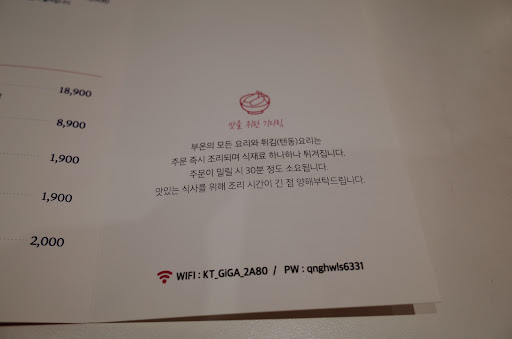 18,900
8,900
1,900
1,900
2,000
맛을 위한 기다림
부온의 모든 요리와 튀김(텐동)요리는
주문 즉시 조리되며 식재료 하나하나 튀겨집니다.
주문이 밀릴 시 30분 정도 소요됩니다.
맛있는 식사를 위해 조리 시간이 긴 점 양해부탁드립니다.
WIFI : KT_GiGA_2A80 / PW : qnghwls6331